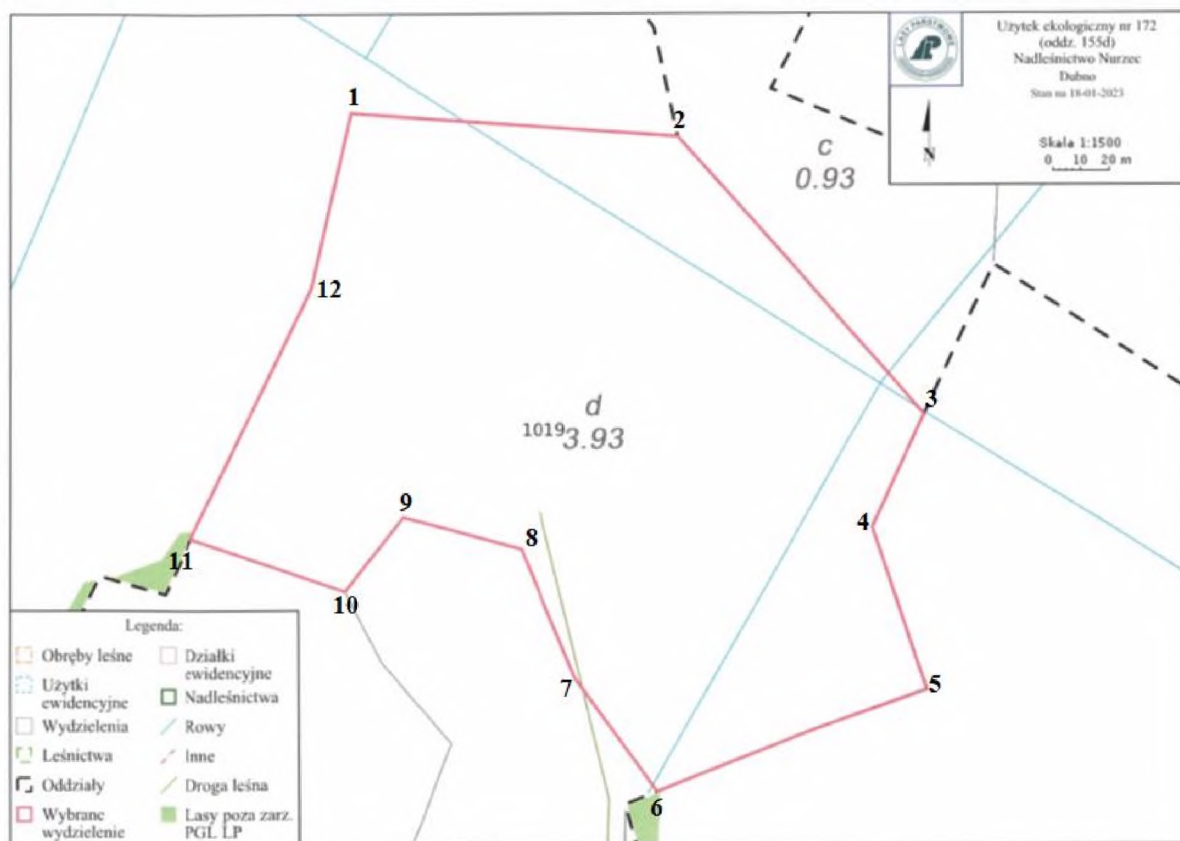 Użytek ekologiczny nr 172
(oddz. 155d)
Nadleśnictwo Nurzec
Dubno
Stan na 18-01-2023
N
Skala 1:1500
0 10 20 m
LASY PAŃSTWOWE
1
2
c
0.93
12
3
d
1019 3.93
9
4
8
11
10
7
5
6
Legenda:
Obręby leśne
Użytki
ewidencyjne
Wydzielenia
Leśnictwa
Oddziały
Wybrane
wydzielenie
Działki
ewidencyjne
Nadleśnictwa
Rowy
Inne
Droga leśna
Lasy poza zarz.
PGL LP